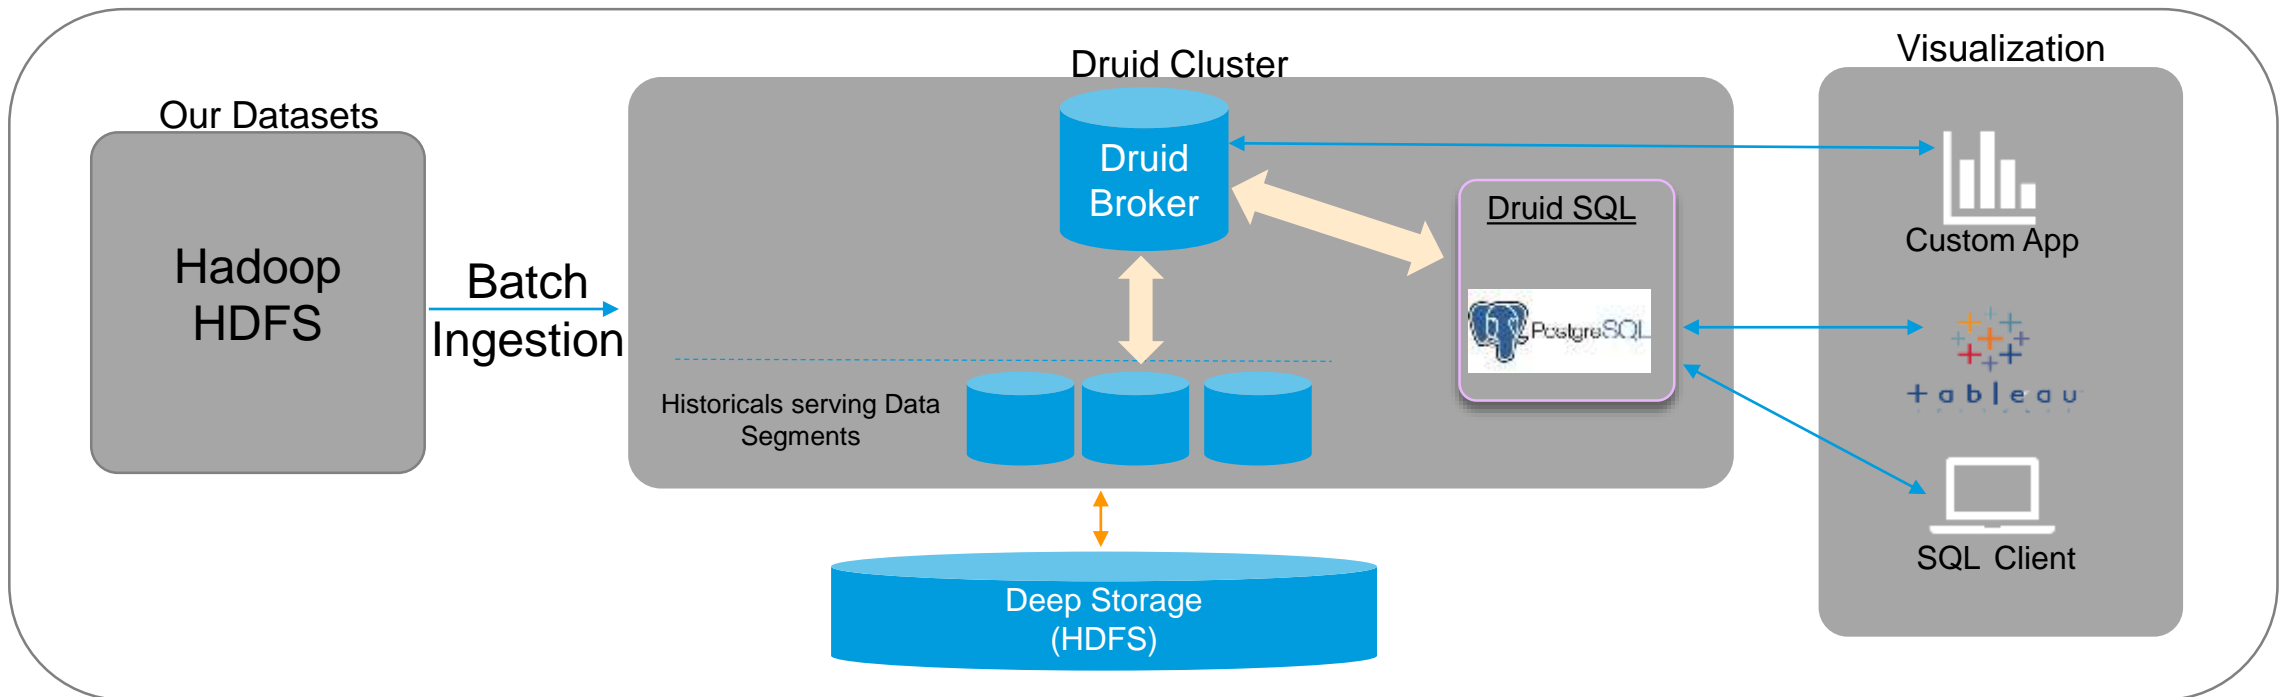 Our Datasets
Hadoop
HDFS
Batch
Ingestion
Druid Cluster
Druid
Broker
Druid SQL
PostgreSQL
Historicals serving Data
Segments
Deep Storage
(HDFS)
Visualization
Custom App
+ableau
SQL Client